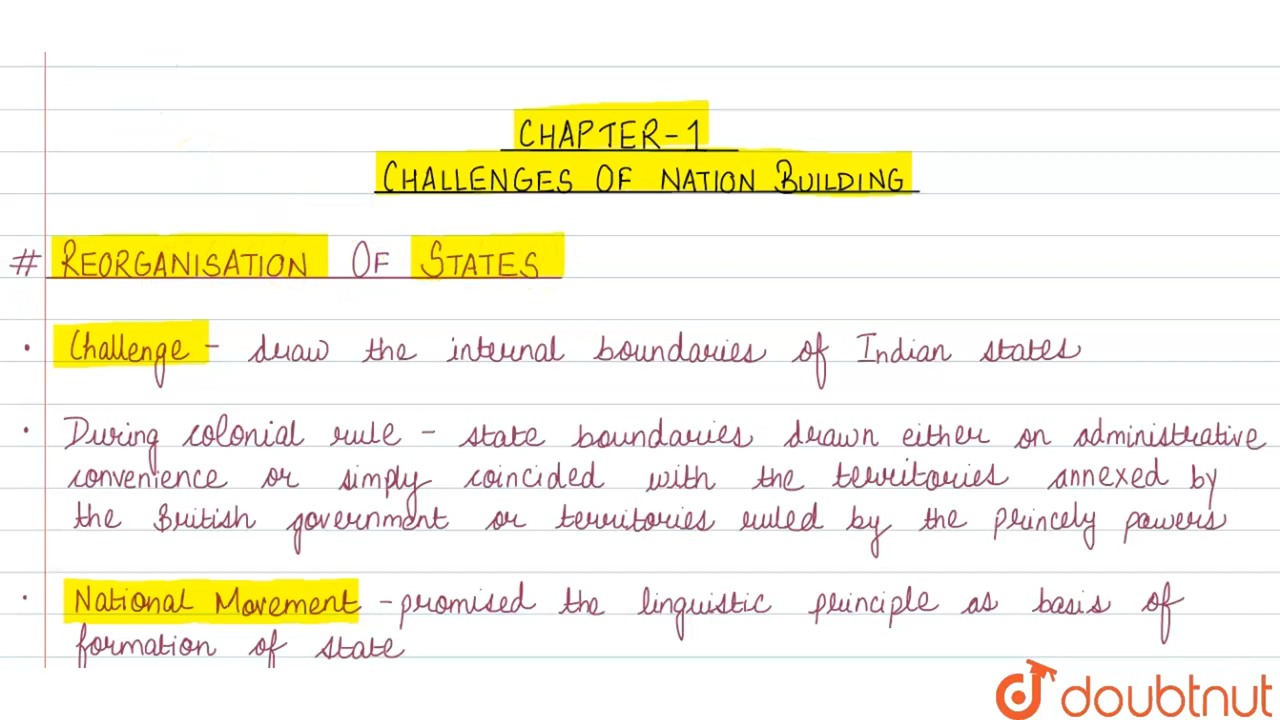 CHAPTER-1
CHALLENGES OF NATION BUILDING
# REORGANISATION OF STATES
· Challenge - draw the internal boundaries of Indian states
· During colonial rule - state boundaries drawn either on administrative
convenience or simply coincided with the territories annexed by
the British government or territories ruled by the princely powers
· National Movement - promised the linguistic principle as basis of
formation of state
doubtnut